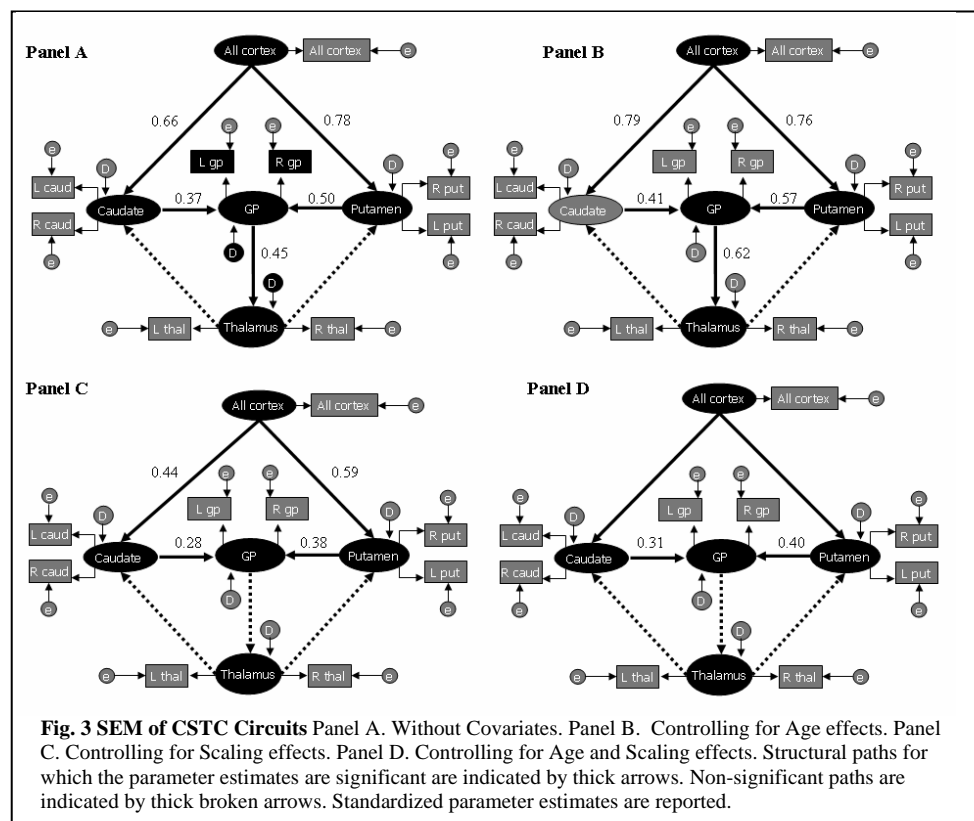 Panel A
All cortex All cortex e
0.66 0.78
e e
e L gp R gp e
D D
L caud R put
0.37 0.50
Caudate GP Putamen
R caud L put
D 0.45
e e
D
e L thal Thalamus R thal e
Panel B
All cortex All cortex e
0.79 0.76
e e
e L gp R gp e
D D
L caud R put
0.41 0.57
Caudate GP Putamen
R caud L put
D 0.62
e e
D
e L thal Thalamus R thal e
Panel C
All cortex All cortex e
0.44 0.59
e e
e L gp R gp e
D D
L caud R put
0.28 0.38
Caudate GP Putamen
R caud L put
D
e e
D
e L thal Thalamus R thal e
Panel D
All cortex All cortex e
e e
e L gp R gp e
D D
L caud R put
0.31 0.40
Caudate GP Putamen
R caud L put
D
e e
D
e L thal Thalamus R thal e
Fig. 3 SEM of CSTC Circuits Panel A. Without Covariates. Panel B. Controlling for Age effects. Panel
C. Controlling for Scaling effects. Panel D. Controlling for Age and Scaling effects. Structural paths for
which the parameter estimates are significant are indicated by thick arrows. Non-significant paths are
indicated by thick broken arrows. Standardized parameter estimates are reported.